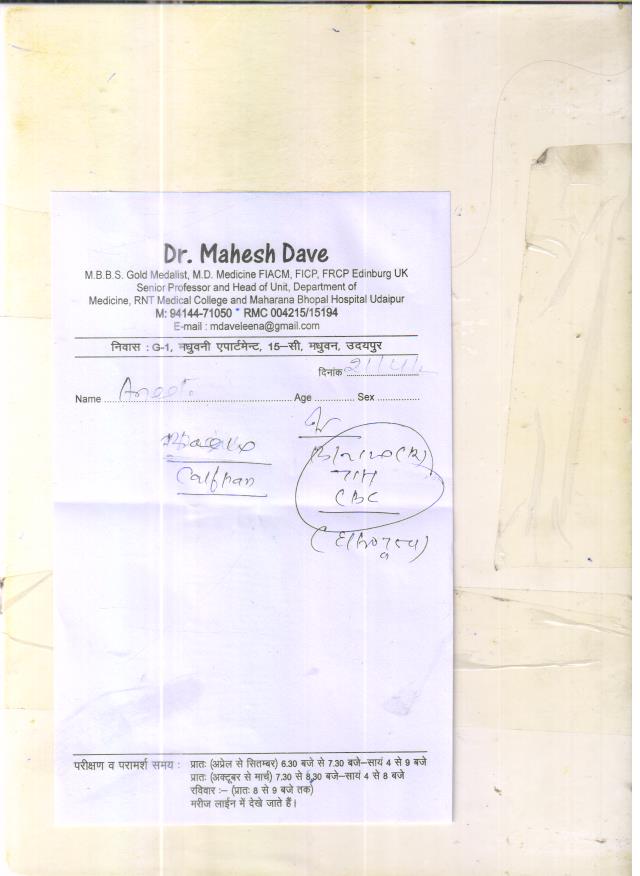 Dr. Mahesh Dave
M.B.B.S. Gold Medalist, M.D. Medicine FIACM, FICP, FRCP Edinburg UK
Senior Professor and Head of Unit, Department of
Medicine, RNT Medical College and Maharana Bhopal Hospital Udaipur
M: 94144-71050 * RMC 004215/15194
E-mail : mdaveleena@gmail.com
निवास : G-1, मधुवनी एपार्टमेन्ट, 15–सी, मधुवन, उदयपुर
दिनांक
Name Age Sex
CBC
परीक्षण व परामर्श समय : प्रातः (अप्रेल से सितम्बर) 6.30 बजे से 7.30 बजे–सायं 4 से 9 बजे
प्रातः (अक्टूबर से मार्च) 7.30 से 8.30 बजे–सायं 4 से 8 बजे
रविवार :– (प्रातः 8 से 9 बजे तक)
मरीज लाईन में देखे जाते हैं।